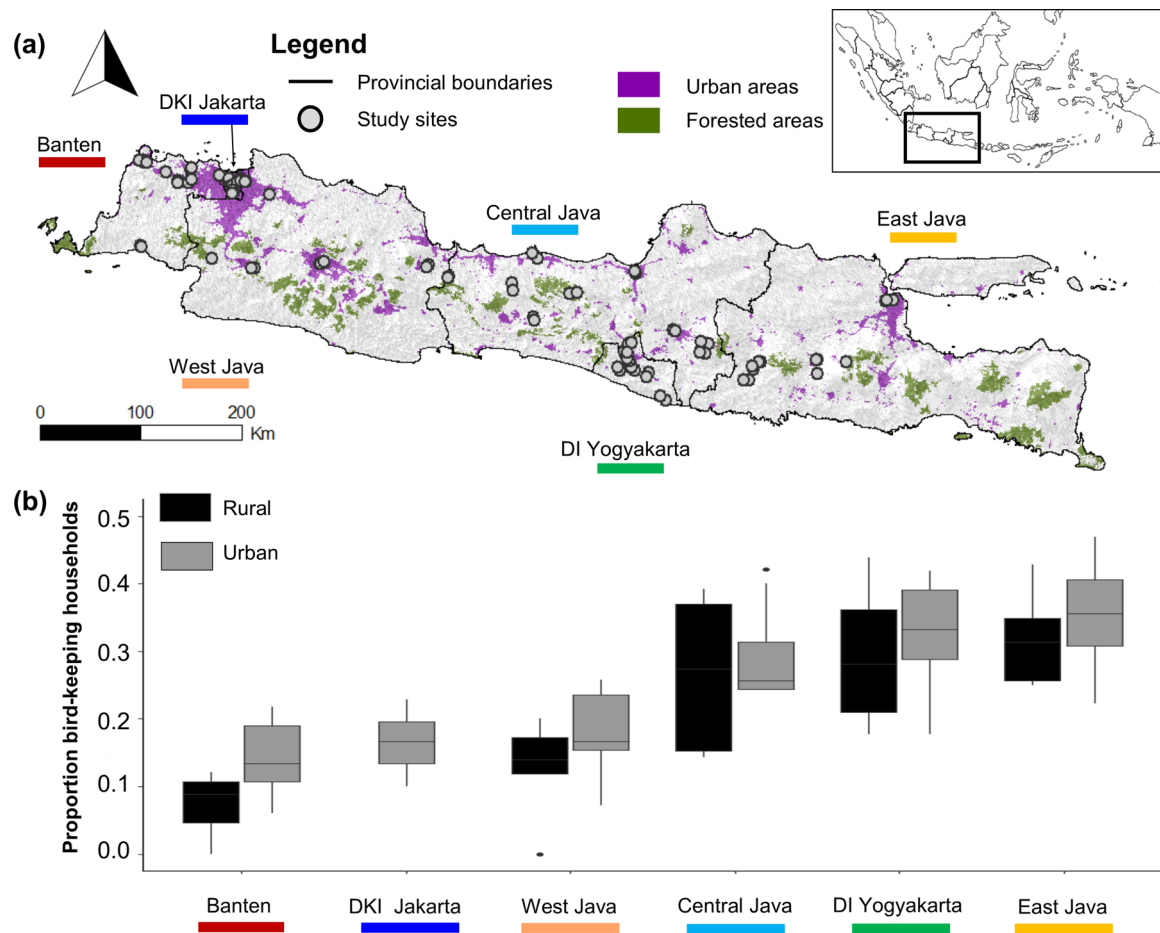 (a)
Legend
Provincial boundaries
Study sites
Urban areas
Forested areas
DKI Jakarta
Banten
Central Java
East Java
West Java
DI Yogyakarta
0 100 200
Km
(b)
Rural
Urban
Proportion bird-keeping households
0.5
0.4
0.3
0.2
0.1
0.0
Banten DKI Jakarta West Java Central Java DI Yogyakarta East Java